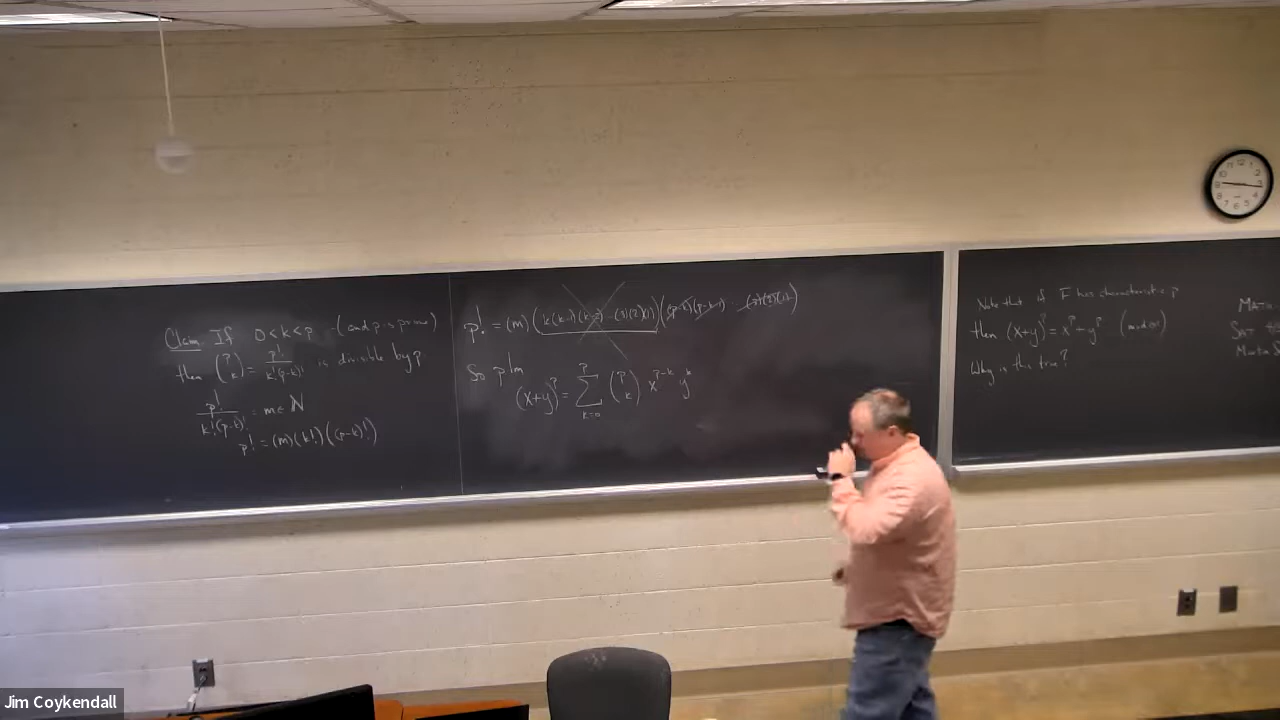 Claim If 0<k<p (and p is prime)
then (p k) = p!/k!(p-k)! is divisible by p.
p!/k!(p-k)! = m ∈ N
p! = (m)(k!)((p-k)!)
p! = (m)(k(k-1)(k-2)...(3)(2)(1))((p-k)(p-k-1)...(3)(2)(1))
So p|m
(x+y)^p = Σ_{k=0}^{p} (p k) x^{p-k} y^k
Note that if F has characteristic p
then (x+y)^p = x^p + y^p (mod p)
Why is this true?
MATH
Jim Coykendall